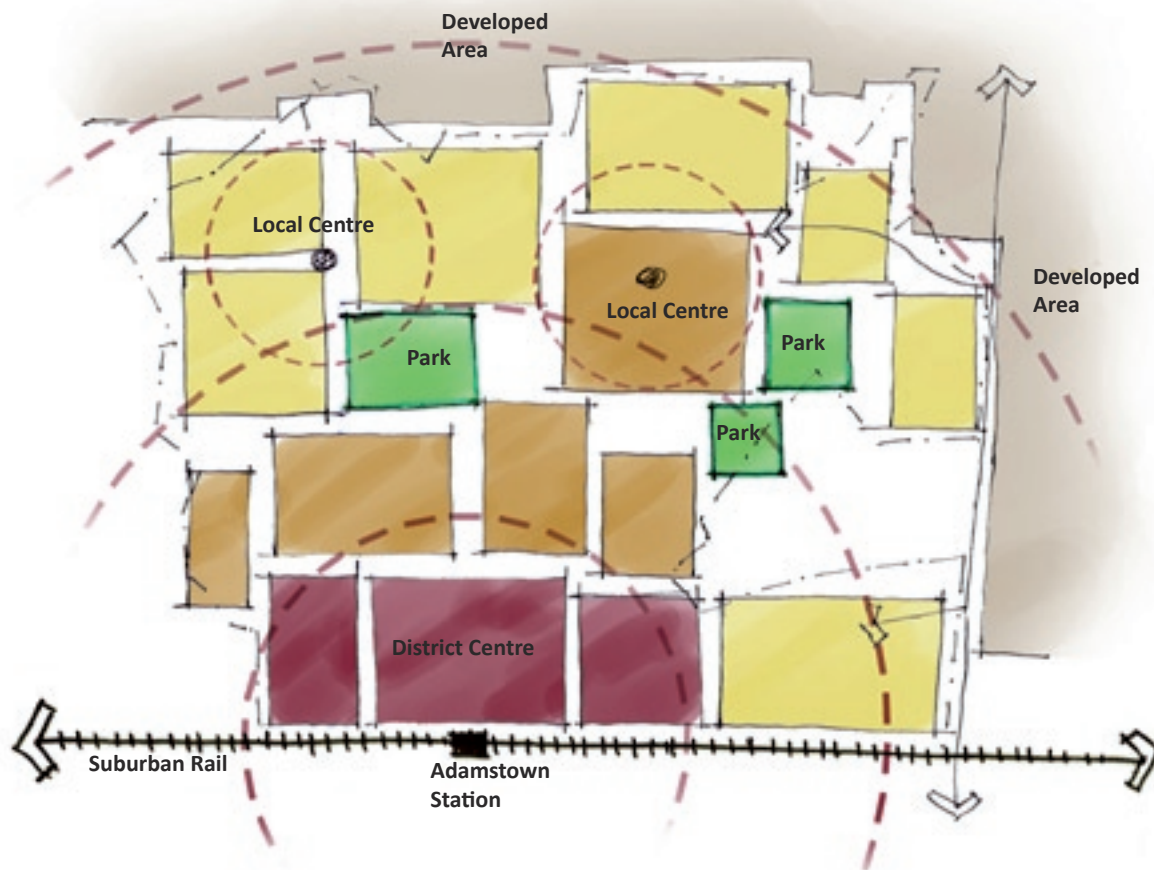 Developed
Area
Local Centre
Developed
Area
Local Centre
Park
Park
Park
District Centre
Suburban Rail
Adamstown
Station